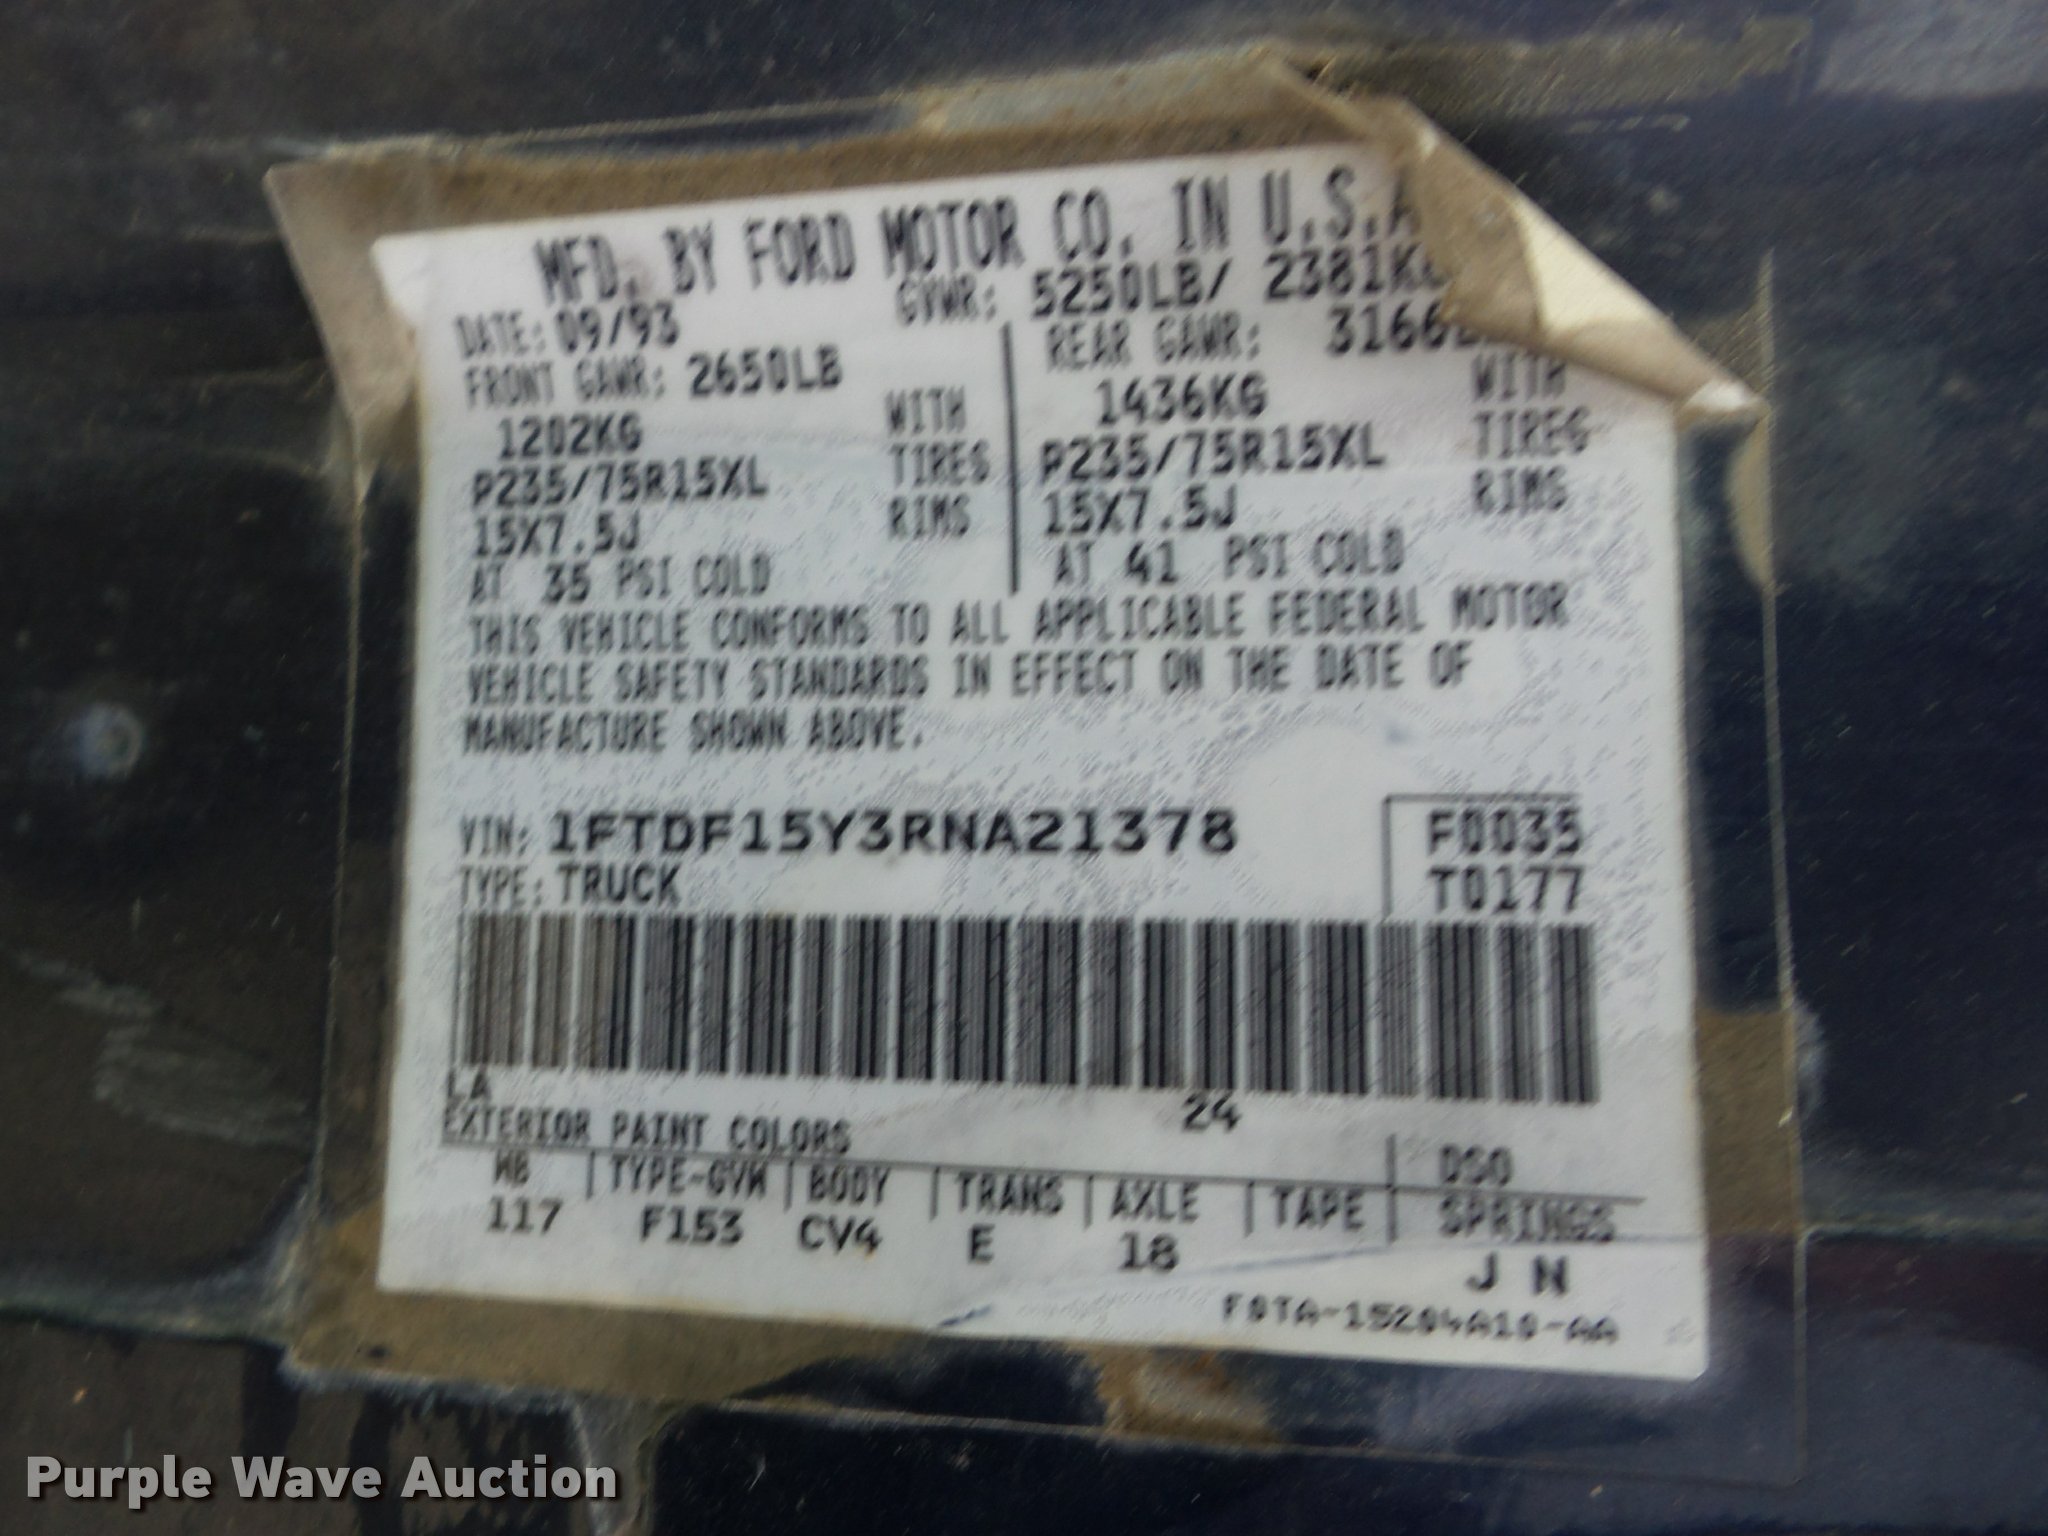 MFD. BY FORD MOTOR CO. IN U.S.A
DATE: 09/93 GVWR: 5250LB/ 2381KG
FRONT GAWR: 2650LB REAR GAWR: 3166LB
1202KG WITH 1436KG WITH
P235/75R15XL TIRES P235/75R15XL TIRES
15X7.5J RIMS 15X7.5J RIMS
AT 35 PSI COLD AT 41 PSI COLD
THIS VEHICLE CONFORMS TO ALL APPLICABLE FEDERAL MOTOR
VEHICLE SAFETY STANDARDS IN EFFECT ON THE DATE OF
MANUFACTURE SHOWN ABOVE.
VIN: 1FTDF15Y3RNA21378 F0035
TYPE: TRUCK T0177
LA 24
EXTERIOR PAINT COLORS DSO
WB TYPE-GVW BODY TRANS AXLE TAPE SPRINGS
117 F153 CV4 E 18 J N
F0TA-15204A10-AA
Purple Wave Auction